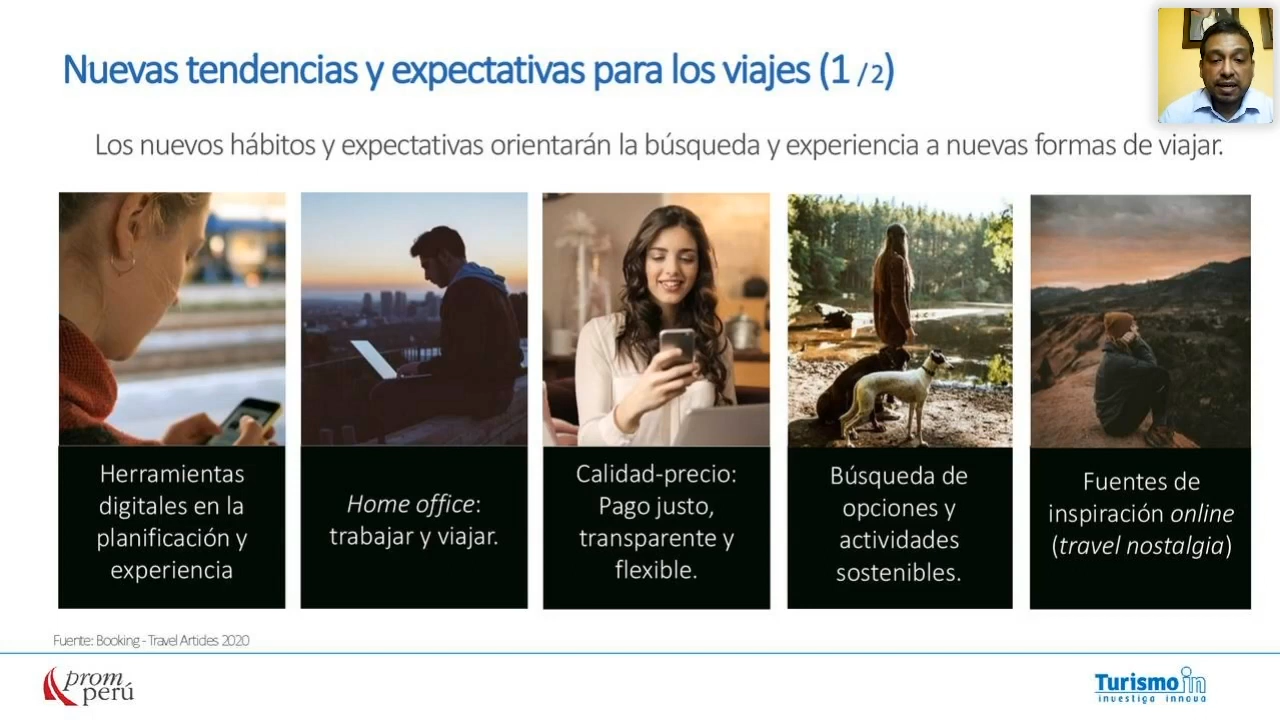 Nuevas tendencias y expectativas para los viajes (1 /2)
Los nuevos hábitos y expectativas orientarán la búsqueda y experiencia a nuevas formas de viajar.
Herramientas
digitales en la
planificación y
experiencia
Home office:
trabajar y viajar.
Calidad-precio:
Pago justo,
transparente y
flexible.
Búsqueda de
opciones y
actividades
sostenibles.
Fuentes de
inspiración online
(travel nostalgia)
Fuente: Booking - Travel Articles 2020
prom
perú
Turismo in
investiga innova